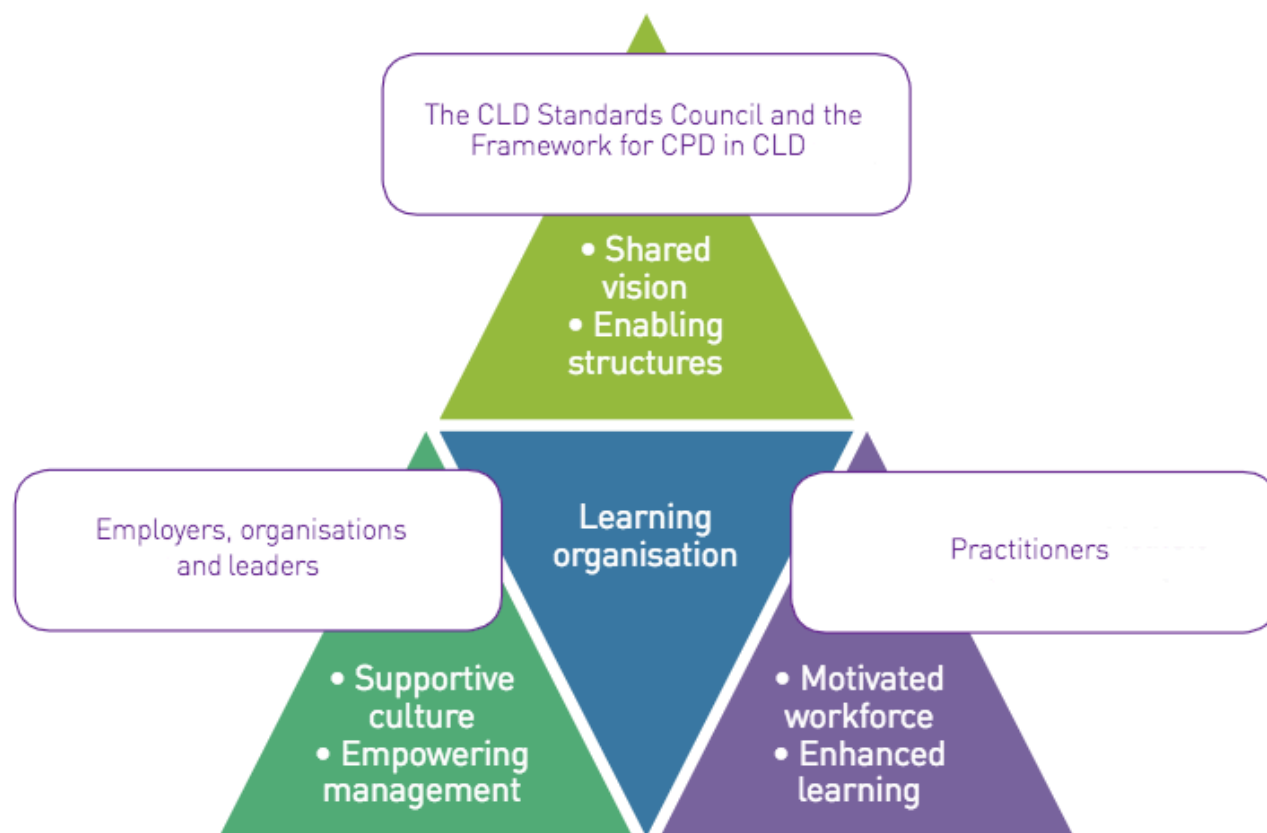 The CLD Standards Council and the
Framework for CPD in CLD
• Shared
vision
• Enabling
structures
Learning
organisation
Employers, organisations
and leaders
Practitioners
• Supportive
culture
• Empowering
management
• Motivated
workforce
• Enhanced
learning